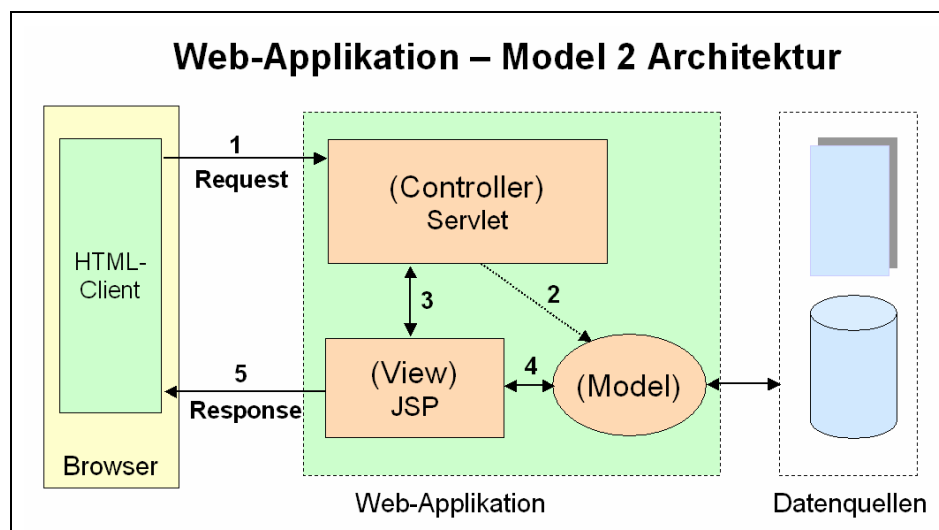 Web-Applikation – Model 2 Architektur
1
Request
(Controller)
Servlet
HTML-
Client
3
2
5
Response
(View)
JSP
4
(Model)
Browser
Web-Applikation
Datenquellen